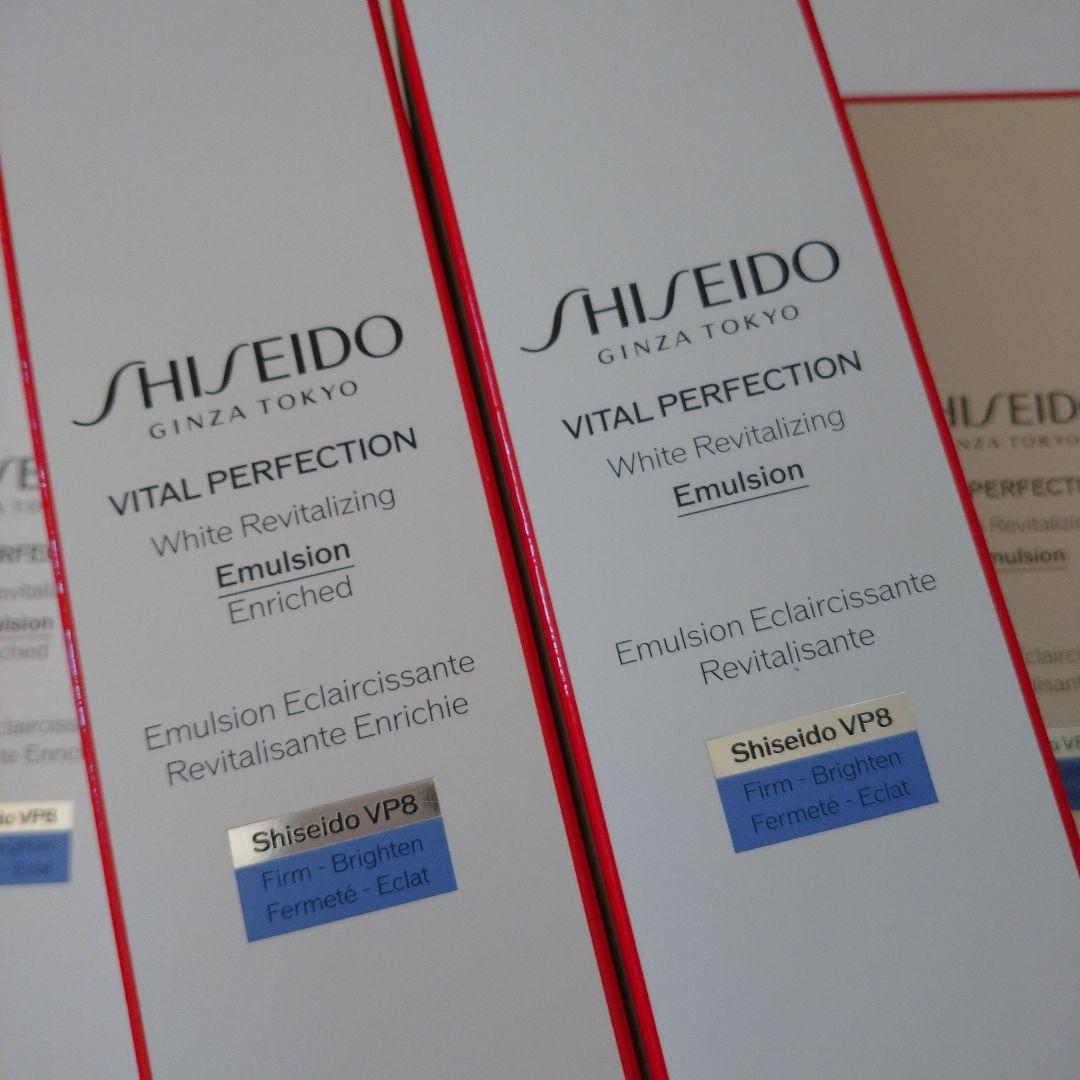 SHISEIDO
GINZA TOKYO
VITAL PERFECTION
White Revitalizing
Emulsion
Enriched
Emulsion Eclaircissante
Revitalisante Enrichie
Shiseido VP8
Firm - Brighten
Fermeté - Eclat
SHISEIDO
GINZA TOKYO
VITAL PERFECTION
White Revitalizing
Emulsion
Emulsion Eclaircissante
Revitalisante
Shiseido VP8
Firm - Brighten
Fermeté - Eclat